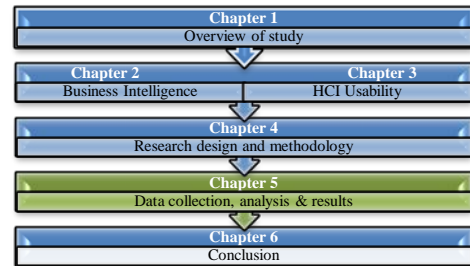 Chapter 1
Overview of study
Chapter 2 Chapter 3
Business Intelligence HCI Usability
Chapter 4
Research design and methodology
Chapter 5
Data collection, analysis & results
Chapter 6
Conclusion